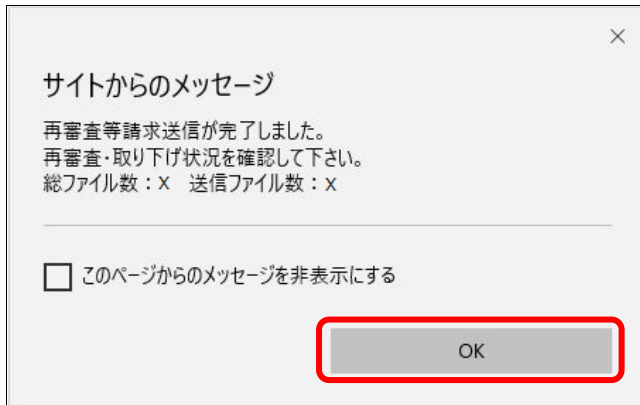 サイトからのメッセージ
再審査等請求送信が完了しました。
再審査・取り下げ状況を確認して下さい。
総ファイル数：X　送信ファイル数：X
このページからのメッセージを非表示にする
OK